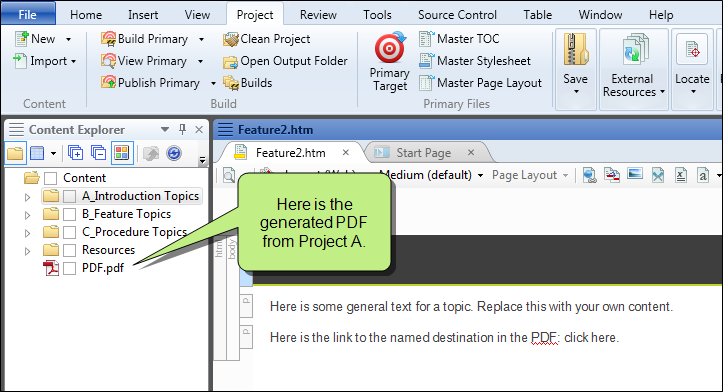 File Home Insert View Project Review Tools Source Control Table Window Help
New Build Primary Clean Project Master TOC
Import View Primary Open Output Folder Master Stylesheet
Publish Primary Builds Primary Target Master Page Layout Save External Resources Locate
Content Build Primary Files
Content Explorer
Feature2.htm
Feature2.htm Start Page
Medium (default) Page Layout
Content
A_Introduction Topics
B_Feature Topics
C_Procedure Topics
Resources
PDF.pdf
Here is the
generated PDF
from Project A.
html
body
p
Here is some general text for a topic. Replace this with your own content.
p
Here is the link to the named destination in the PDF: click here.